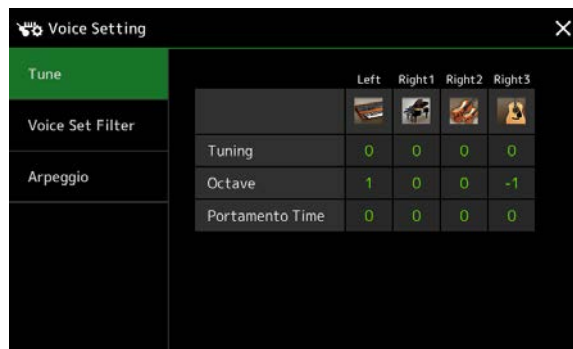 Voice Setting
Tune
Voice Set Filter
Arpeggio
Left Right1 Right2 Right3
Tuning 0 0 0 0
Octave 1 0 0 -1
Portamento Time 0 0 0 0